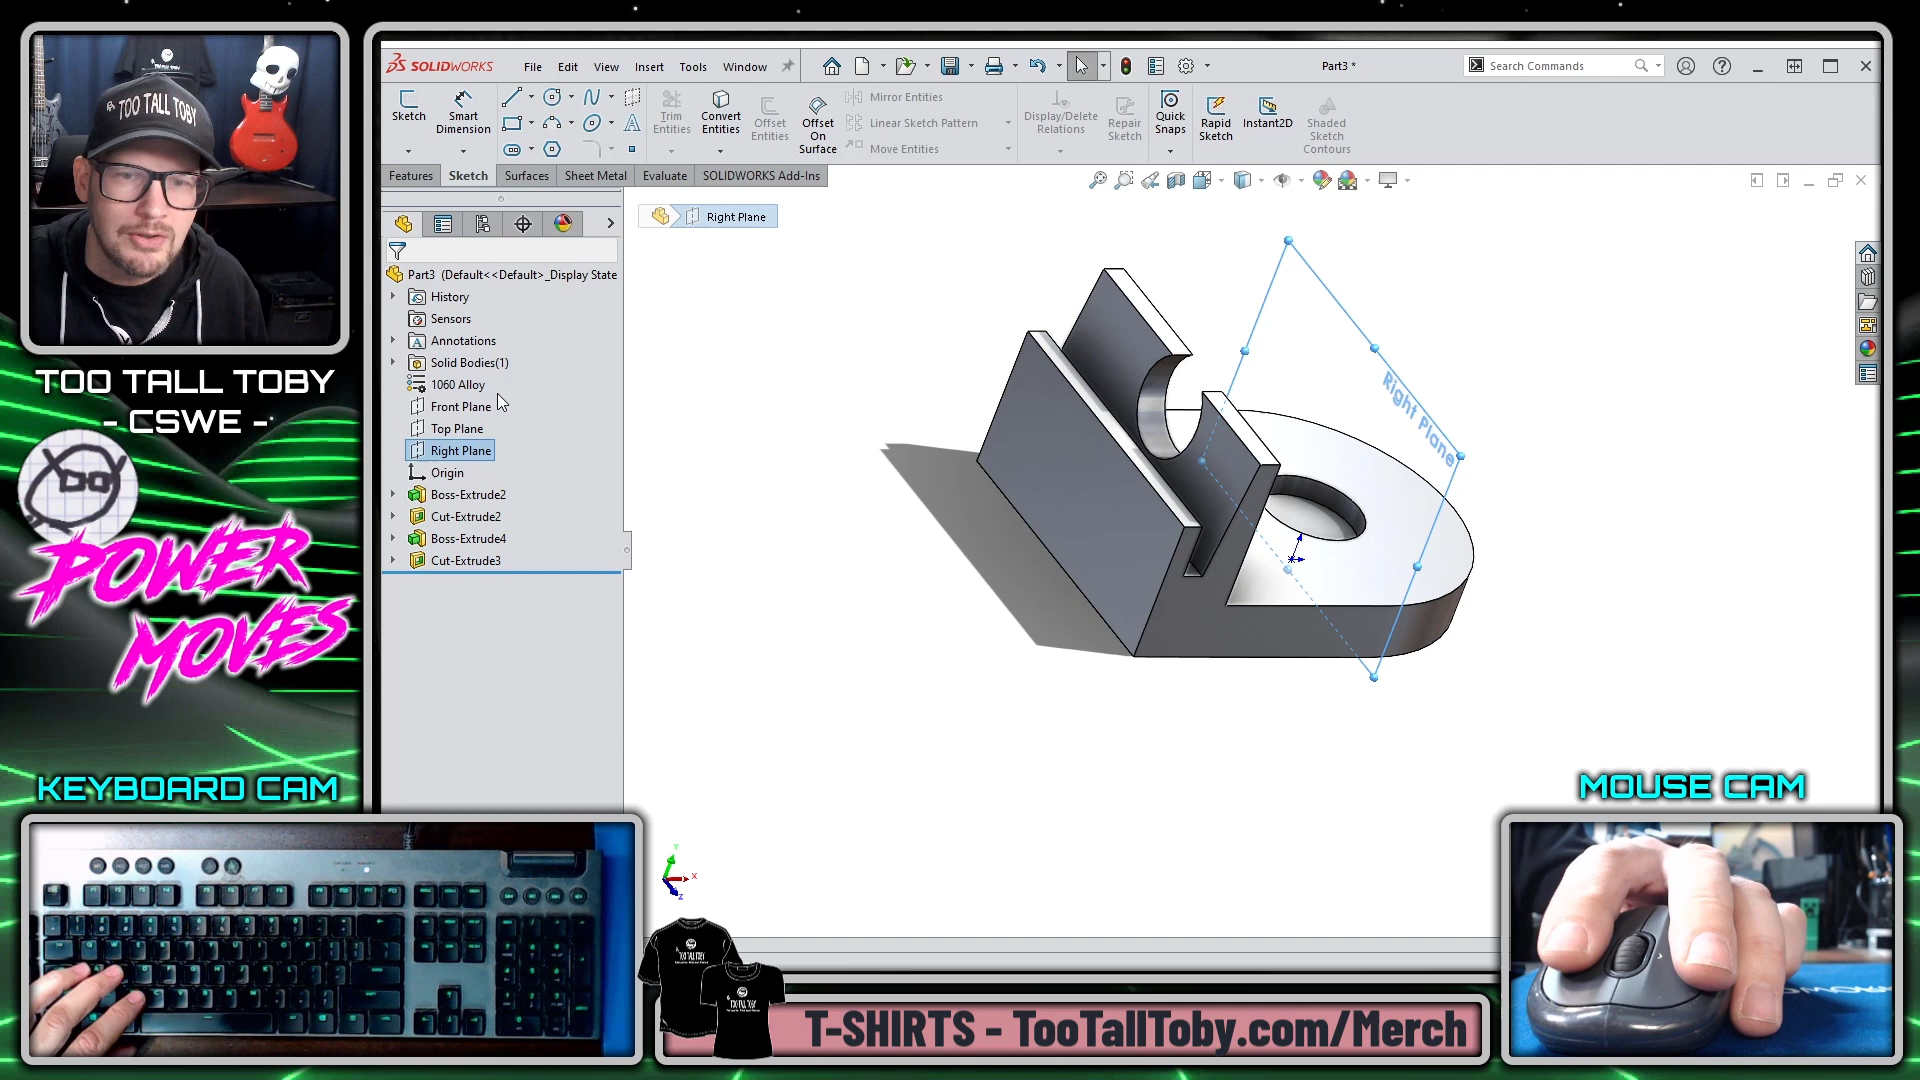 TOO TALL TOBY
TOO TALL TOBY
- CSWE -
POWER
MOVES
KEYBOARD CAM
SOLIDWORKS
File
Edit
View
Insert
Tools
Window
Part3 *
Search Commands
Sketch
Smart
Dimension
Trim
Entities
Convert
Entities
Offset
Entities
Offset
On
Surface
Mirror Entities
Linear Sketch Pattern
Move Entities
Display/Delete
Relations
Repair
Sketch
Quick
Snaps
Rapid
Sketch
Instant2D
Shaded
Sketch
Contours
Features
Sketch
Surfaces
Sheet Metal
Evaluate
SOLIDWORKS Add-Ins
Right Plane
Part3 (Default<<Default>_Display State
History
Sensors
Annotations
Solid Bodies(1)
1060 Alloy
Front Plane
Top Plane
Right Plane
Origin
Boss-Extrude2
Cut-Extrude2
Boss-Extrude4
Cut-Extrude3
Right Plane
Y
X
Z
MOUSE CAM
T-SHIRTS - TooTallToby.com/Merch